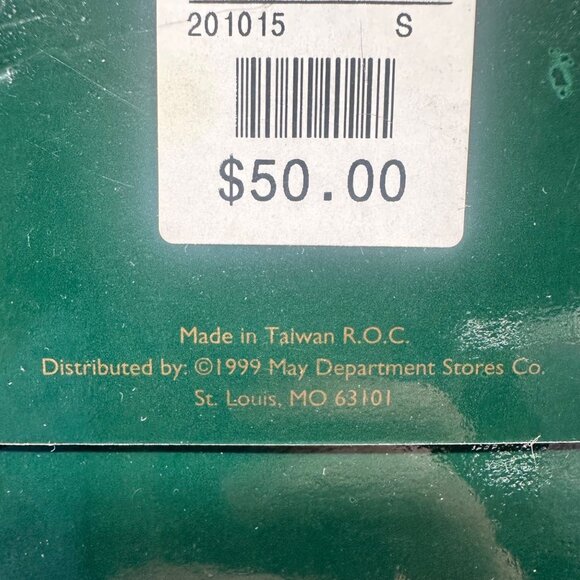 201015 S
$50.00
Made in Taiwan R.O.C.
Distributed by: ©1999 May Department Stores Co.
St. Louis, MO 63101